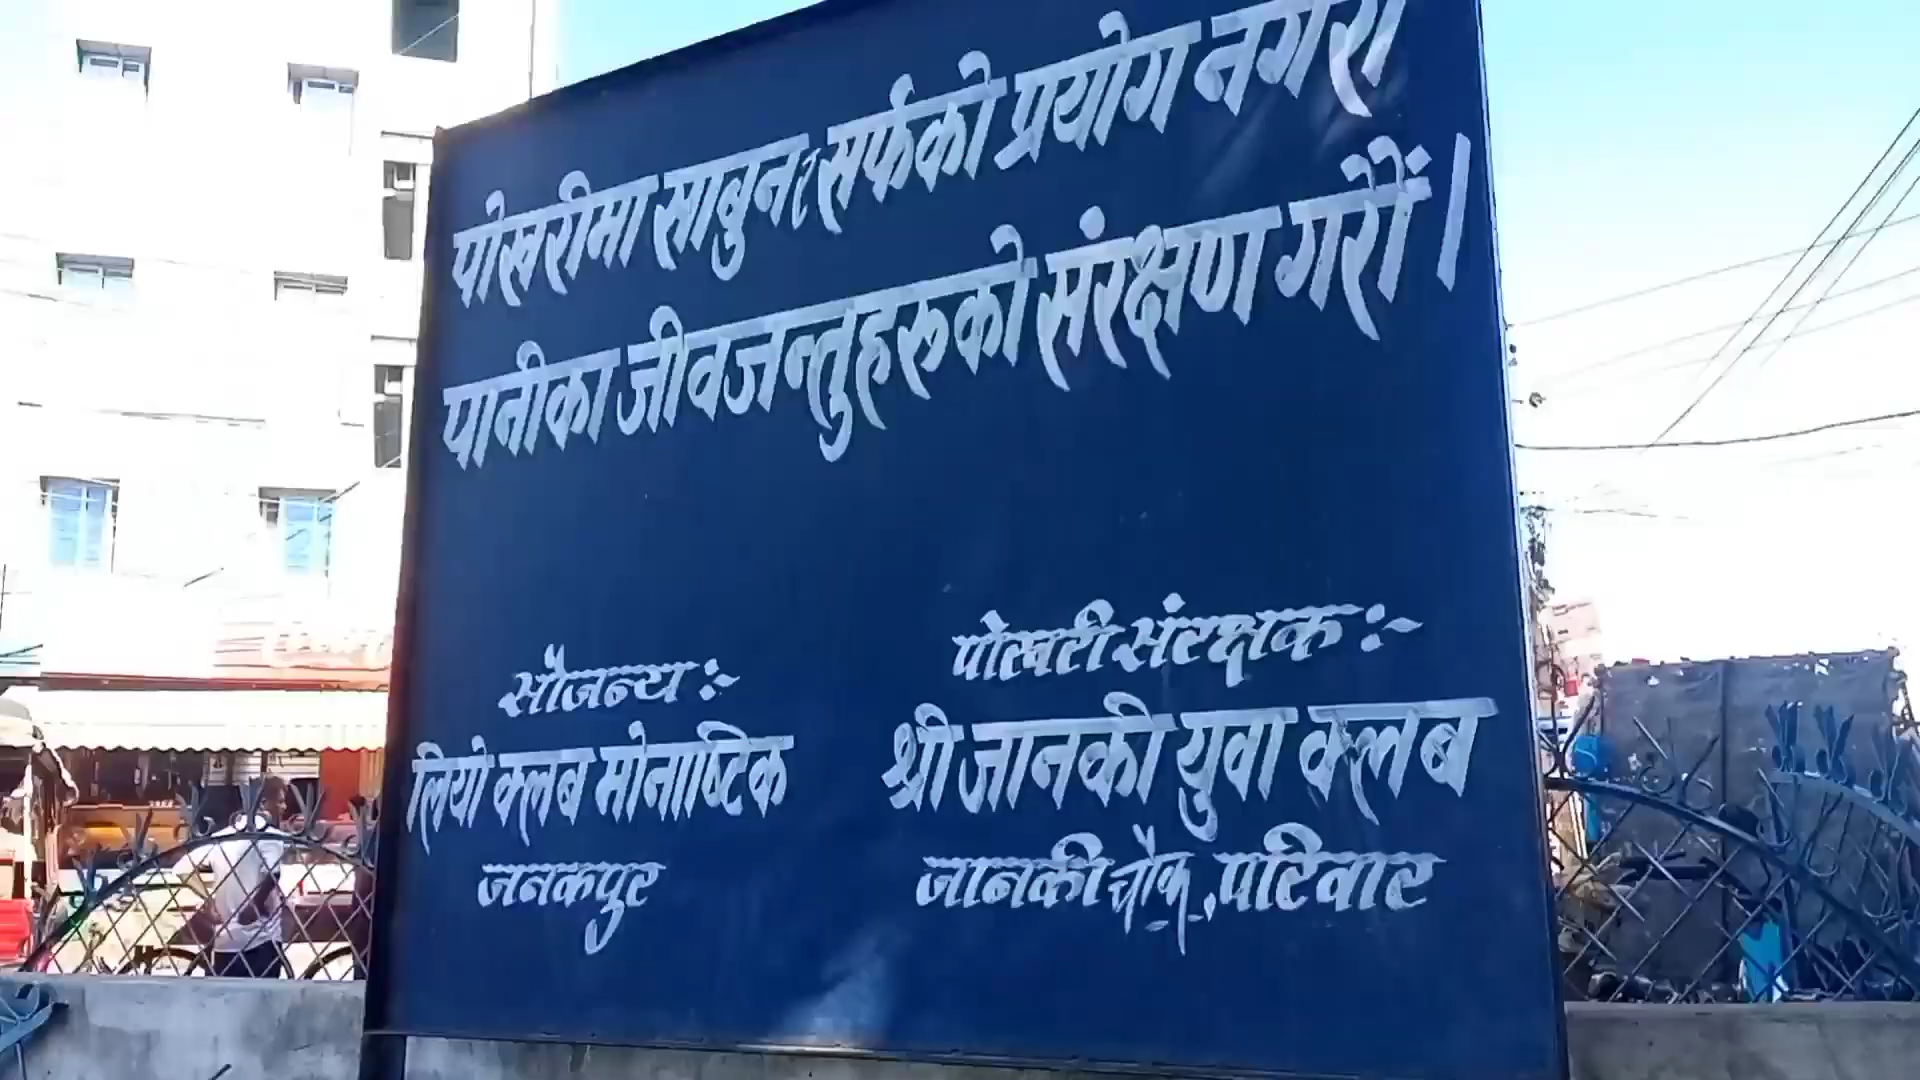 पोखरीमा साबुन र सर्फको प्रयोग नगरी
पानीका जीवजन्तुहरुको संरक्षण गरौं ।
सौजन्य :-
लियो क्लब मोनाष्टिक
जनकपुर
पोखरी संरक्षक :-
श्री जानकी युवा क्लब
जानकी चौक, परिवार